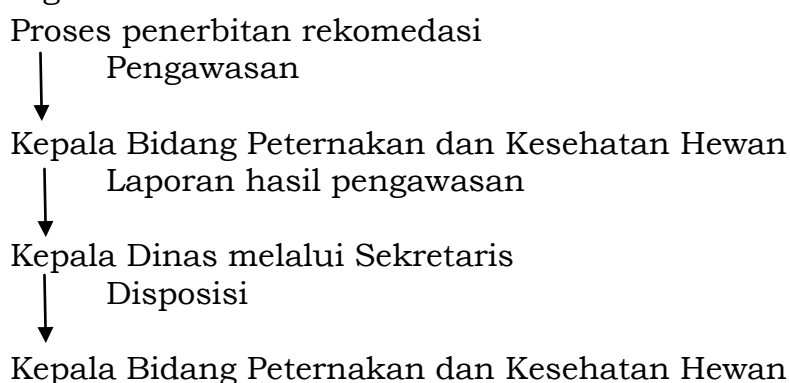 Proses penerbitan rekomedasi
Pengawasan
Kepala Bidang Peternakan dan Kesehatan Hewan
Laporan hasil pengawasan
Kepala Dinas melalui Sekretaris
Disposisi
Kepala Bidang Peternakan dan Kesehatan Hewan